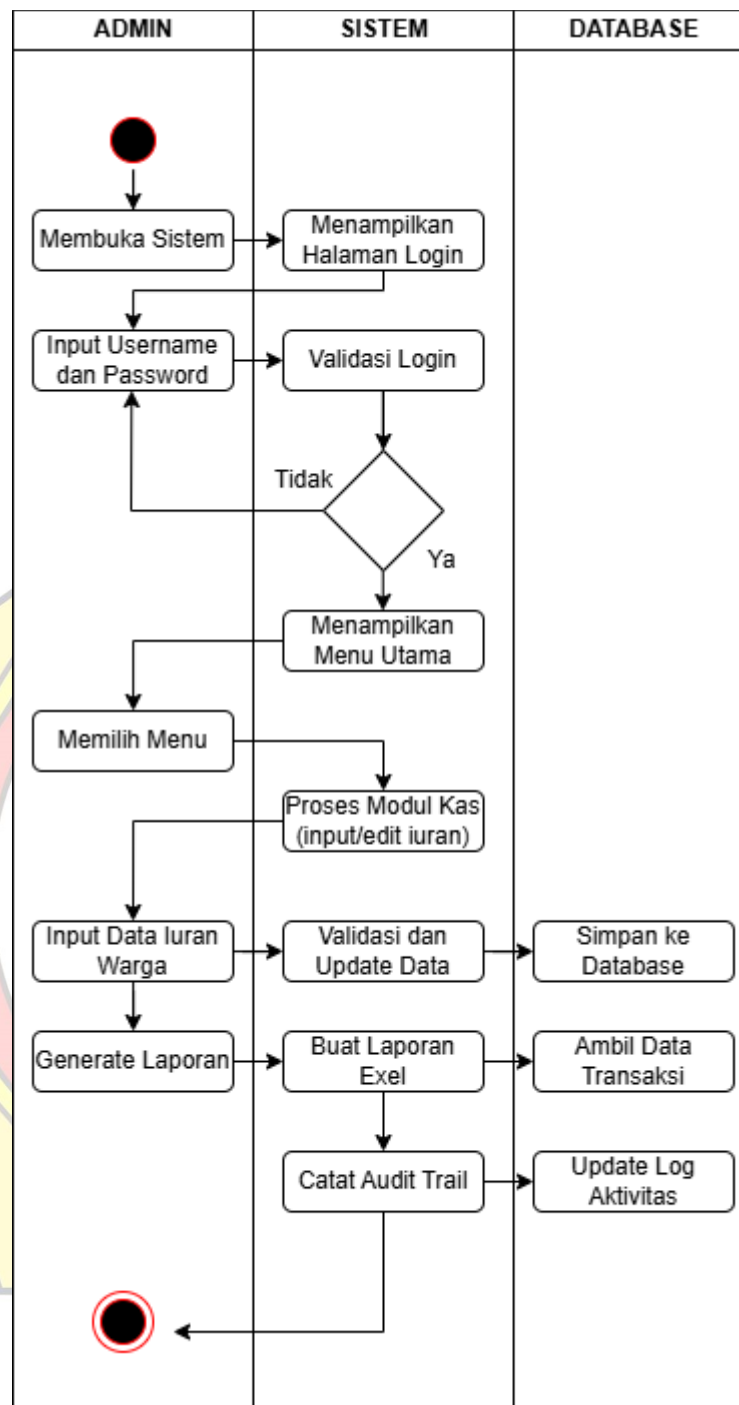 ADMIN
SISTEM
DATABASE
Membuka Sistem
Menampilkan
Halaman Login
Input Username
dan Password
Validasi Login
Tidak
Ya
Menampilkan
Menu Utama
Memilih Menu
Proses Modul Kas
(input/edit iuran)
Input Data Iuran
Warga
Validasi dan
Update Data
Simpan ke
Database
Generate Laporan
Buat Laporan
Exel
Ambil Data
Transaksi
Catat Audit Trail
Update Log
Aktivitas